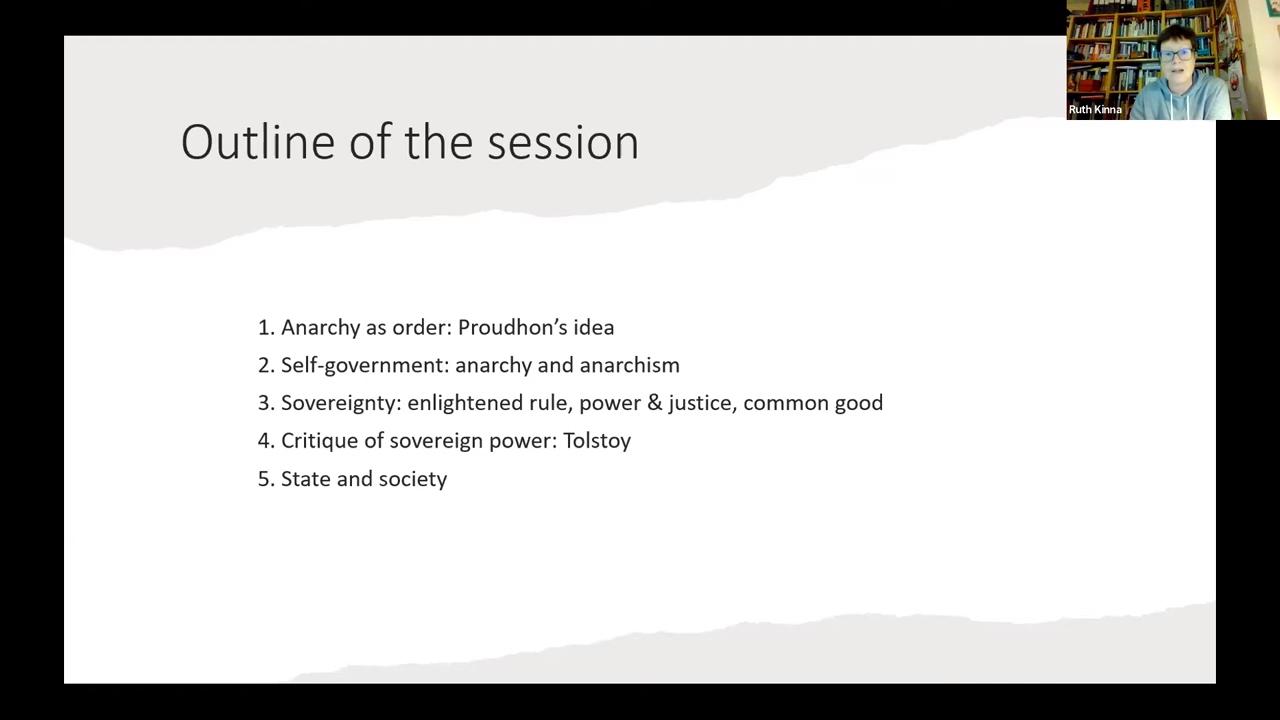 Outline of the session
Ruth Kinna
1. Anarchy as order: Proudhon’s idea
2. Self-government: anarchy and anarchism
3. Sovereignty: enlightened rule, power & justice, common good
4. Critique of sovereign power: Tolstoy
5. State and society